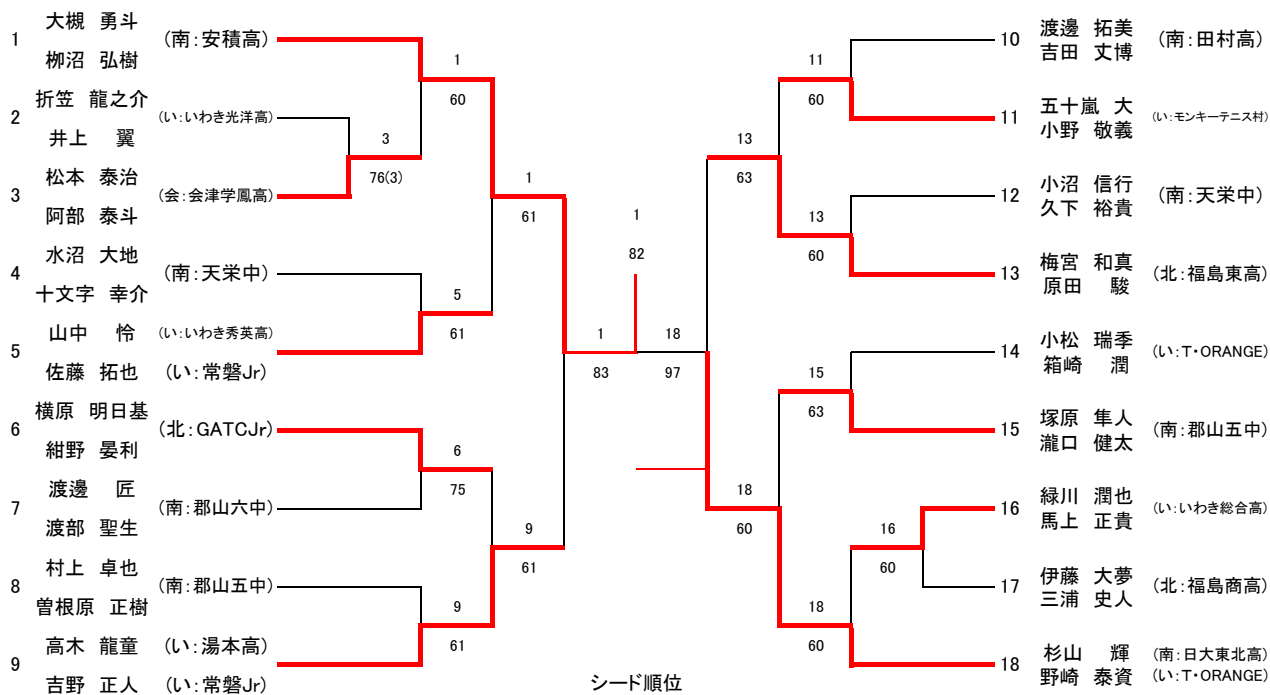 1 大槻 勇斗 (南:安積高)
栁沼 弘樹
2 折笠 龍之介 (い:いわき光洋高)
井上 翼
3 松本 泰治 (会:会津学鳳高)
阿部 泰斗
4 水沼 大地 (南:天栄中)
十文字 幸介
5 山中 怜 (い:いわき秀英高)
佐藤 拓也 (い:常磐Jr)
6 横原 明日基 (北:GATCJr)
紺野 晏利
7 渡邊 匠 (南:郡山六中)
渡部 聖生
8 村上 卓也 (南:郡山五中)
曽根原 正樹
9 高木 龍童 (い:湯本高)
吉野 正人 (い:常磐Jr)
3
76(3)
1
60
5
61
6
75
9
61
1
61
9
61
1
83
1
82
18
97
13
63
18
60
11
60
13
60
15
63
18
60
16
60
10 渡邊 拓美 (南:田村高)
吉田 丈博
11 五十嵐 大 (い:モンキーテニス村)
小野 敬義
12 小沼 信行 (南:天栄中)
久下 裕貴
13 梅宮 和真 (北:福島東高)
原田 駿
14 小松 瑞季 (い:T・ORANGE)
箱崎 潤
15 塚原 隼人 (南:郡山五中)
瀧口 健太
16 緑川 潤也 (い:いわき総合高)
馬上 正貴
17 伊藤 大夢 (北:福島商高)
三浦 史人
18 杉山 輝 (南:日大東北高)
野崎 泰資 (い:T・ORANGE)
シード順位